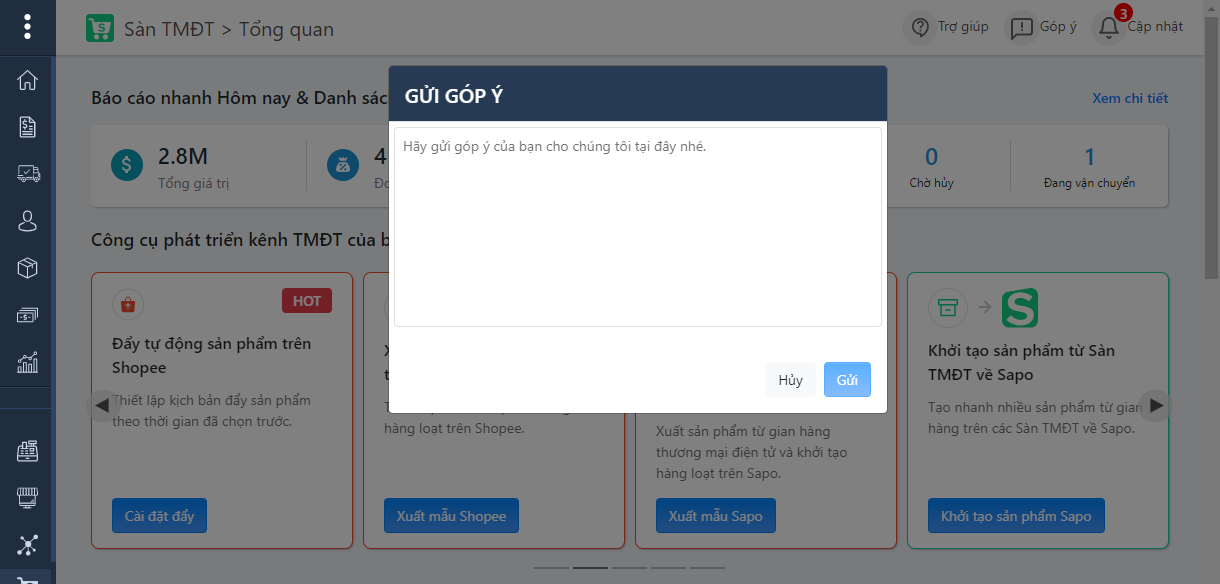 Sàn TMĐT > Tổng quan
Trợ giúp
Góp ý
3
Cập nhật
GỬI GÓP Ý
Hãy gửi góp ý của bạn cho chúng tôi tại đây nhé.
Hủy
Gửi
Báo cáo nhanh Hôm nay & Danh sác
Xem chi tiết
2.8M
Tổng giá trị
4
0
Chờ hủy
1
Đang vận chuyển
Công cụ phát triển kênh TMĐT của
HOT
Đẩy tự động sản phẩm trên
Shopee
Thiết lập kịch bản đẩy sản phẩm
theo thời gian đã chọn trước.
Cài đặt đẩy
hàng loạt trên Shopee.
Xuất mẫu Shopee
Xuất sản phẩm từ gian hàng
thương mại điện tử và khởi tạo
hàng loạt trên Sapo.
Xuất mẫu Sapo
Khởi tạo sản phẩm từ Sàn
TMĐT về Sapo
Tạo nhanh nhiều sản phẩm từ gian
hàng trên các Sàn TMĐT về Sapo.
Khởi tạo sản phẩm Sapo